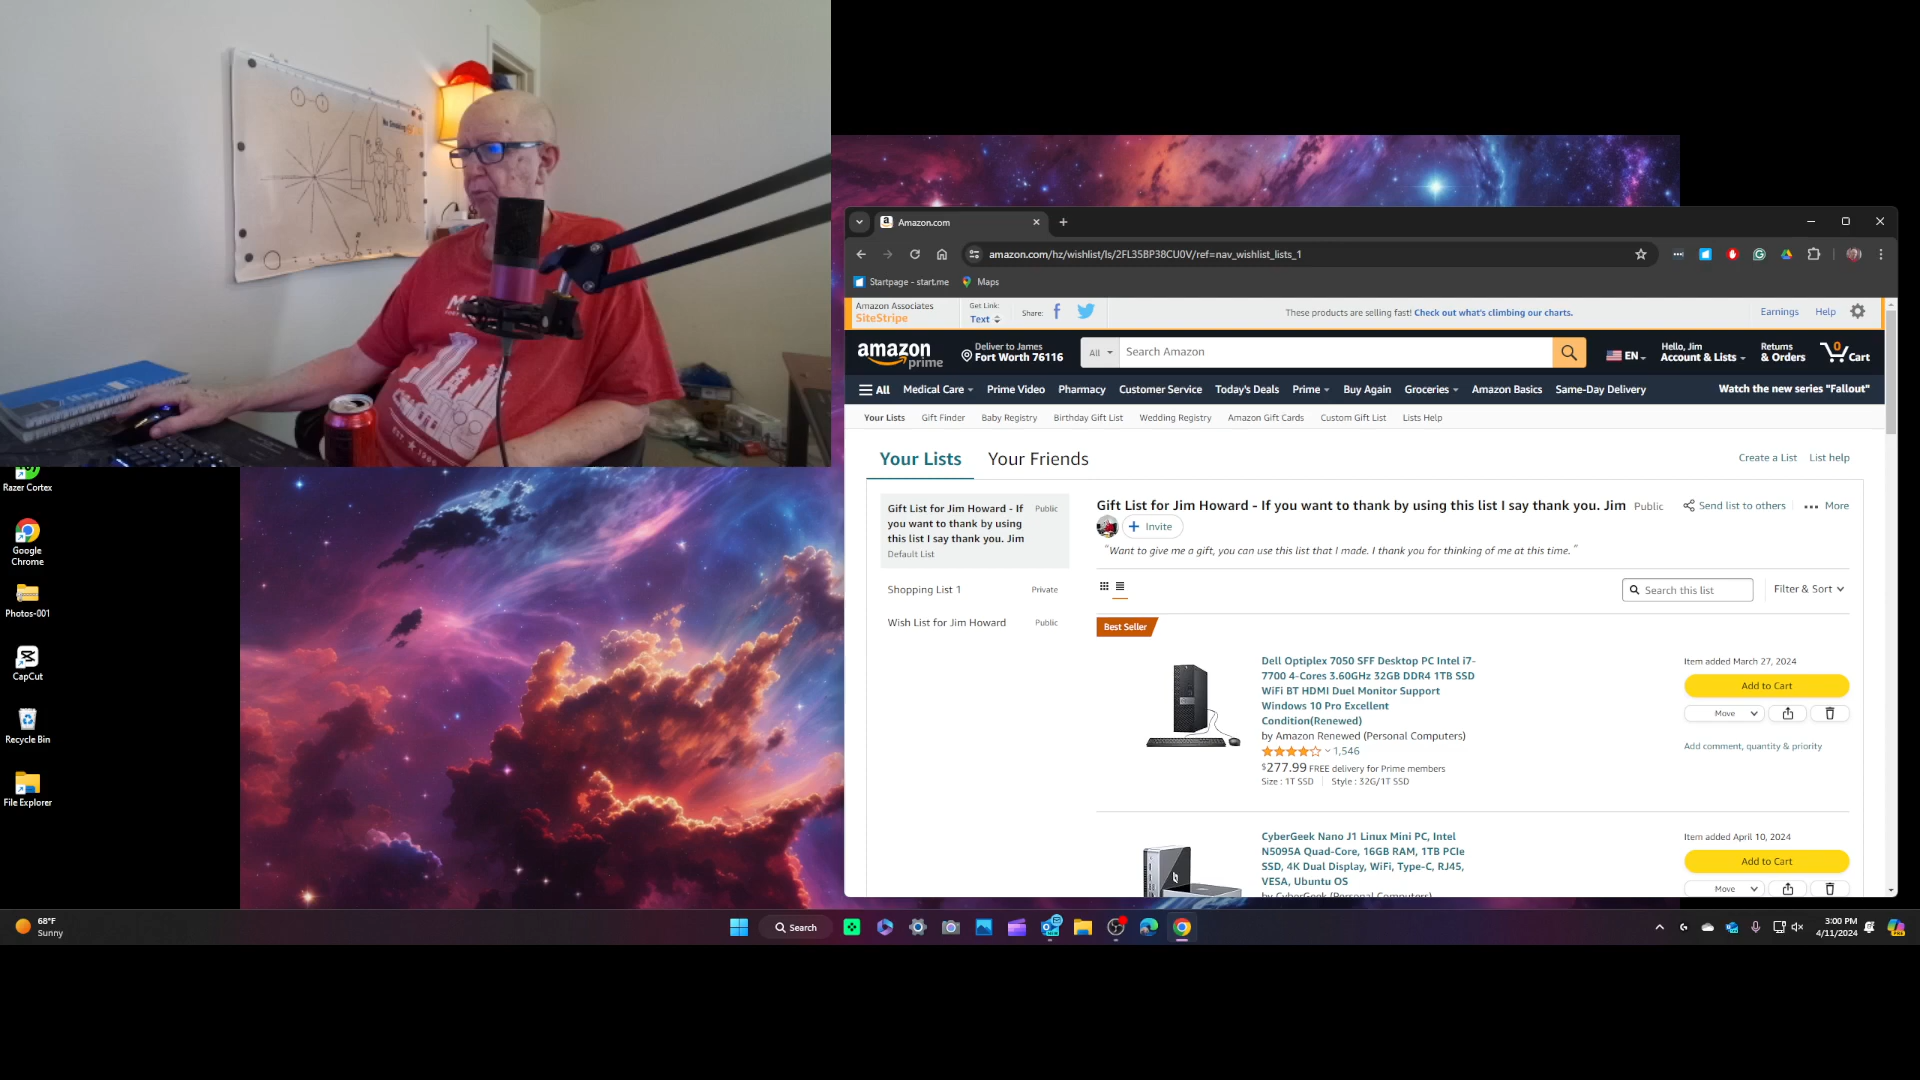 Razer Cortex
Google
Chrome
Photos-001
CapCut
Recycle Bin
File Explorer
Amazon.com
amazon.com/hz/wishlist/ls/2FL35BP38CU0V/ref=nav_wishlist_lists_1
Startpage - start.me
Maps
Amazon Associates
SiteStripe
Get Link:
Text
Share:
These products are selling fast! Check out what's climbing our charts.
Earnings
Help
amazon
prime
Deliver to James
Fort Worth 76116
All
Search Amazon
EN
Hello, Jim
Account & Lists
Returns
& Orders
0
Cart
All
Medical Care
Prime Video
Pharmacy
Customer Service
Today's Deals
Prime
Buy Again
Groceries
Amazon Basics
Same-Day Delivery
Watch the new series "Fallout"
Your Lists
Gift Finder
Baby Registry
Birthday Gift List
Wedding Registry
Amazon Gift Cards
Custom Gift List
Lists Help
Your Lists
Your Friends
Create a List
List help
Gift List for Jim Howard - If
you want to thank by using
this list I say thank you. Jim
Public
Default List
Shopping List 1
Private
Wish List for Jim Howard
Public
Gift List for Jim Howard - If you want to thank by using this list I say thank you. Jim
Public
Send list to others
More
Invite
"Want to give me a gift, you can use this list that I made. I thank you for thinking of me at this time."
Search this list
Filter & Sort
Best Seller
Dell Optiplex 7050 SFF Desktop PC Intel i7-
7700 4-Cores 3.60GHz 32GB DDR4 1TB SSD
WiFi BT HDMI Duel Monitor Support
Windows 10 Pro Excellent
Condition(Renewed)
by Amazon Renewed (Personal Computers)
1,546
$277.99 FREE delivery for Prime members
Size : 1T SSD
Style : 32G/1T SSD
Item added March 27, 2024
Add to Cart
Move
Add comment, quantity & priority
CyberGeek Nano J1 Linux Mini PC, Intel
N5095A Quad-Core, 16GB RAM, 1TB PCIe
SSD, 4K Dual Display, WiFi, Type-C, RJ45,
VESA, Ubuntu OS
by CyberGeek (Personal Computers)
Item added April 10, 2024
Add to Cart
Move
68°F
Sunny
Search
3:00 PM
4/11/2024